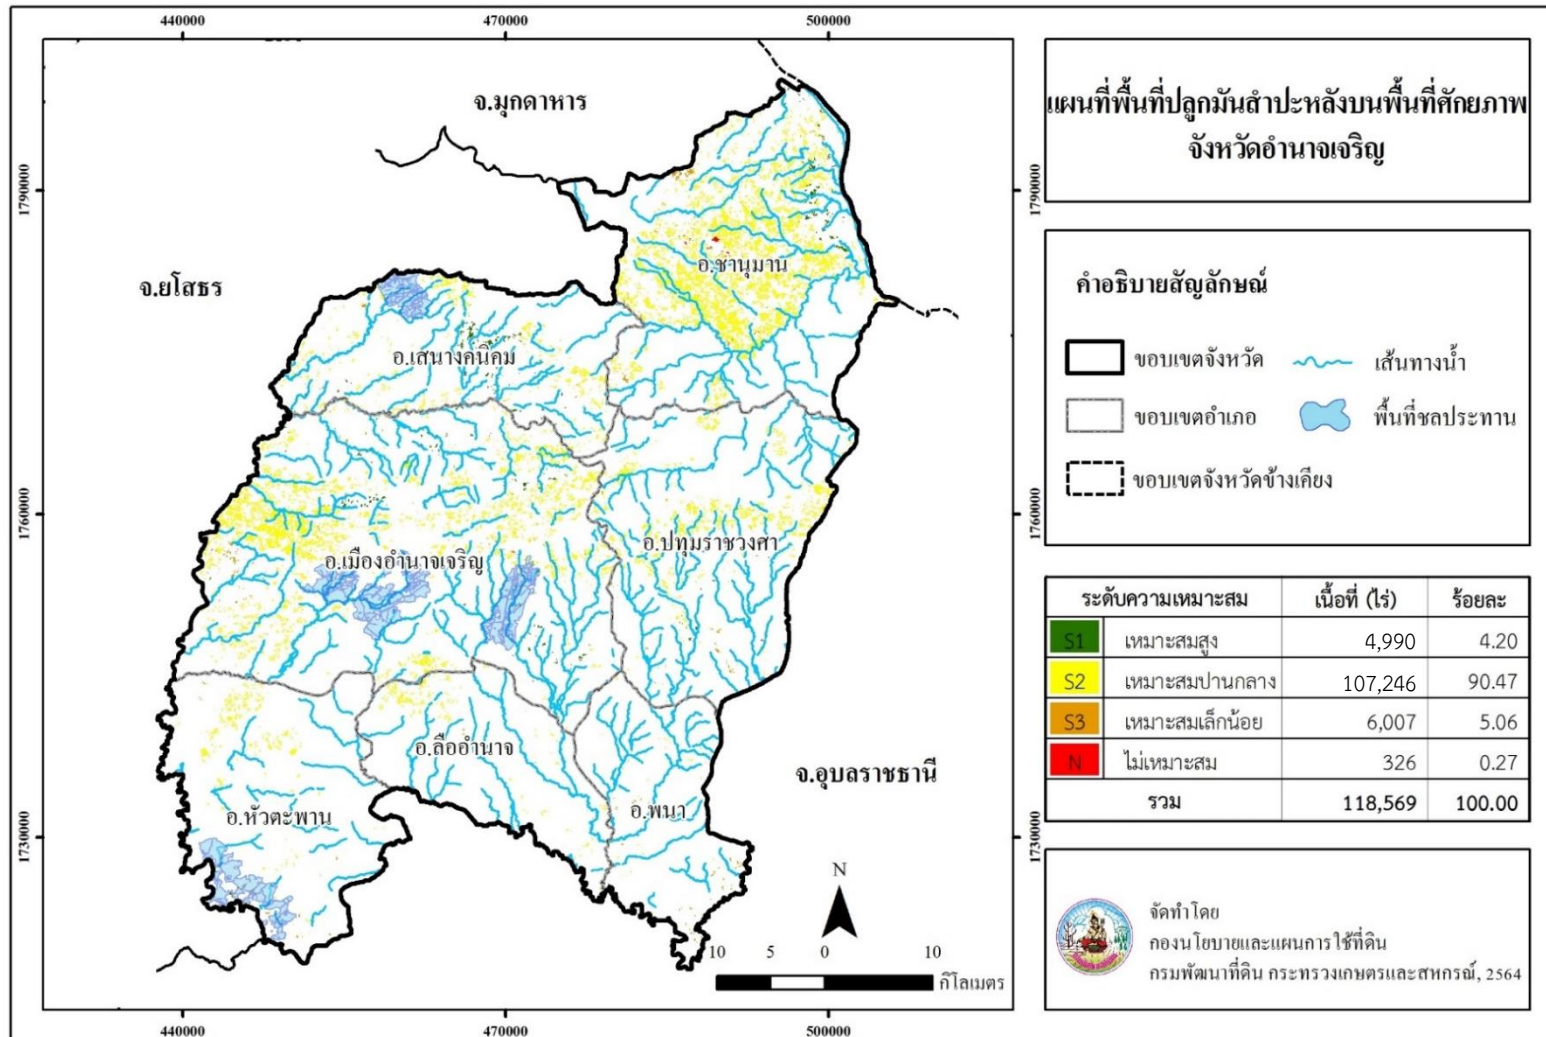 440000 470000 500000
แผนที่พื้นที่ปลูกมันสำปะหลังบนพื้นที่ศักยภาพ
จังหวัดอำนาจเจริญ
จ.มุกดาหาร
1790000 1790000
อ.ชานุมาน
จ.ยโสธร
อ.เสนางคนิคม
คำอธิบายสัญลักษณ์
ขอบเขตจังหวัด เส้นทางน้ำ
ขอบเขตอำเภอ พื้นที่ชลประทาน
ขอบเขตจังหวัดข้างเคียง
1760000 1760000
อ.ปทุมราชวงศา
อ.เมืองอำนาจเจริญ
ระดับความเหมาะสม เนื้อที่ (ไร่) ร้อยละ
S1 เหมาะสมสูง 4,990 4.20
S2 เหมาะสมปานกลาง 107,246 90.47
S3 เหมาะสมเล็กน้อย 6,007 5.06
N ไม่เหมาะสม 326 0.27
รวม 118,569 100.00
อ.ลืออำนาจ
จ.อุบลราชธานี
อ.พนา
อ.หัวตะพาน
1730000 1730000
N
10 5 0 10
กิโลเมตร
จัดทำโดย
กองนโยบายและแผนการใช้ที่ดิน
กรมพัฒนาที่ดิน กระทรวงเกษตรและสหกรณ์, 2564
440000 470000 500000